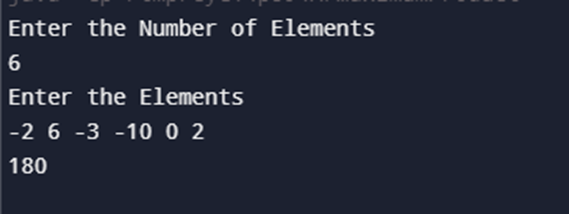 Enter the Number of Elements
6
Enter the Elements
-2 6 -3 -10 0 2
180